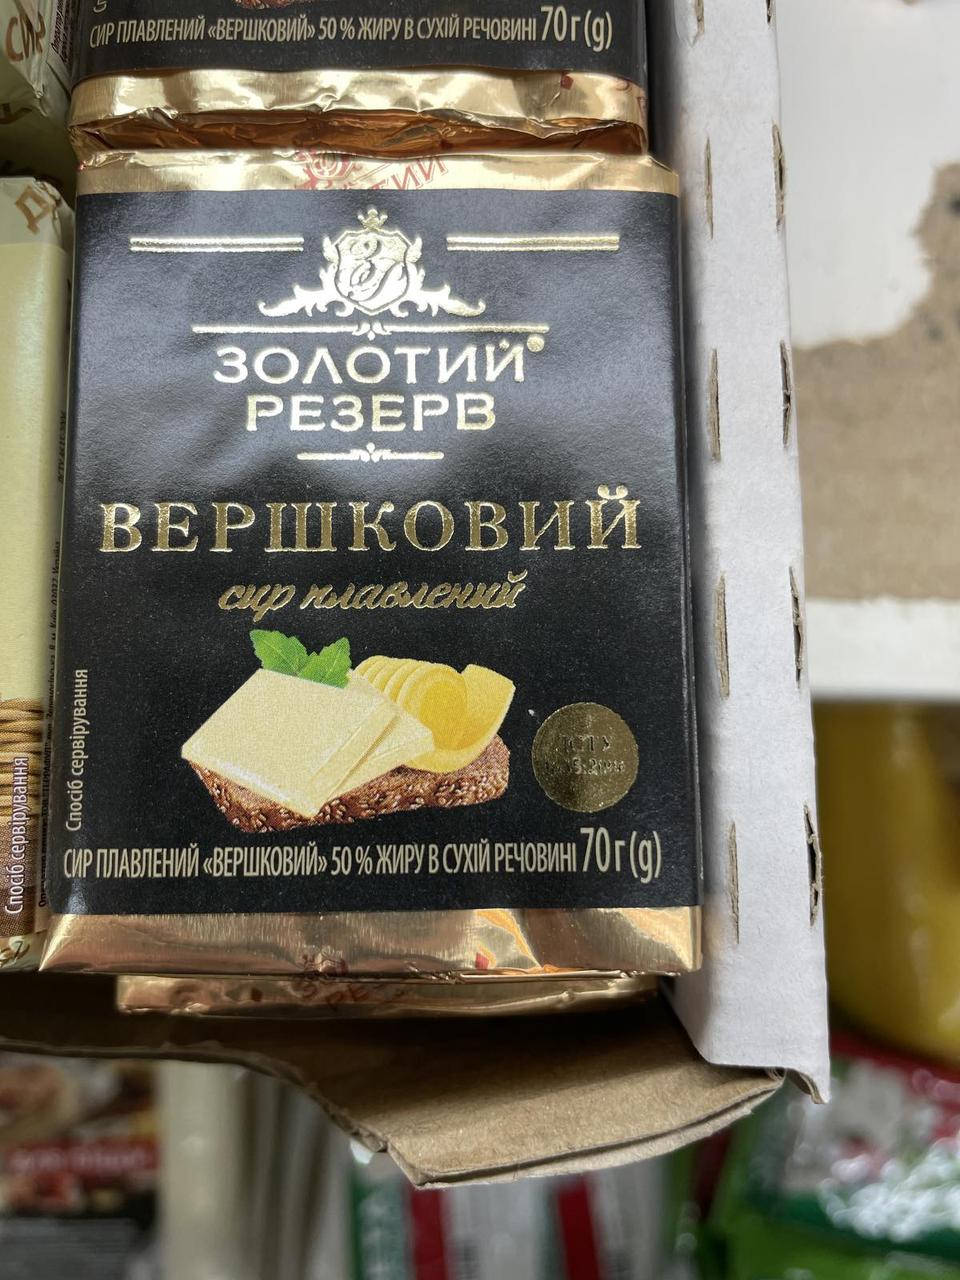 СИР ПЛАВЛЕНИЙ «ВЕРШКОВИЙ» 50 % ЖИРУ В СУХІЙ РЕЧОВИНІ 70 г (g)
СИР
ЗОЛОТИЙ
РЕЗЕРВ
ВЕРШКОВИЙ
сир плавлений
Спосіб сервірування
СИР ПЛАВЛЕНИЙ «ВЕРШКОВИЙ» 50 % ЖИРУ В СУХІЙ РЕЧОВИНІ 70 г (g)
Спосіб сервірування